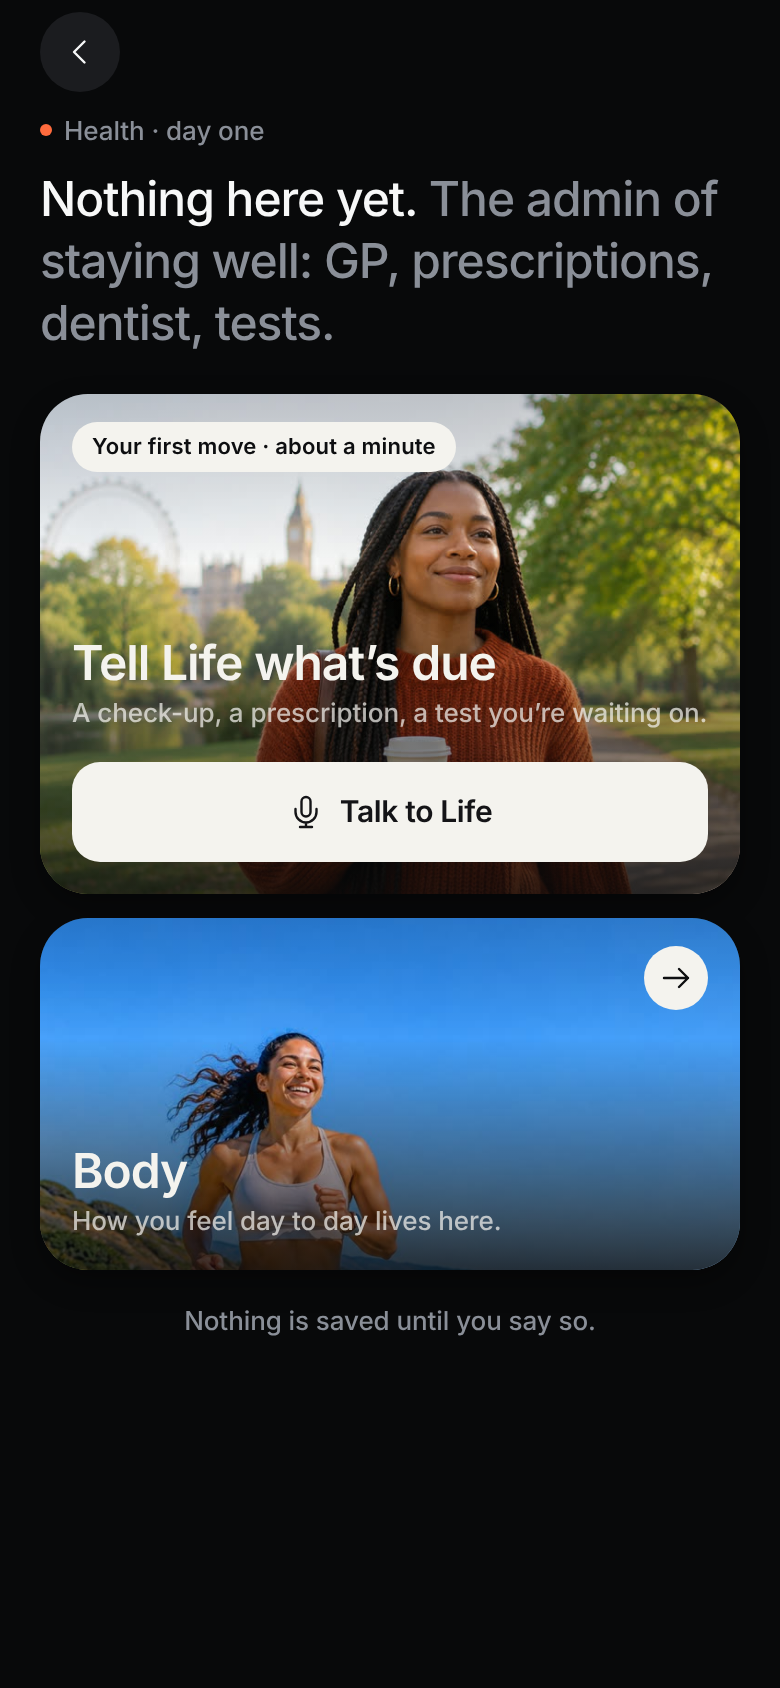 Health · day one
Nothing here yet. The admin of
staying well: GP, prescriptions,
dentist, tests.
Your first move · about a minute
Tell Life what’s due
A check-up, a prescription, a test you’re waiting on.
Talk to Life
Body
How you feel day to day lives here.
Nothing is saved until you say so.